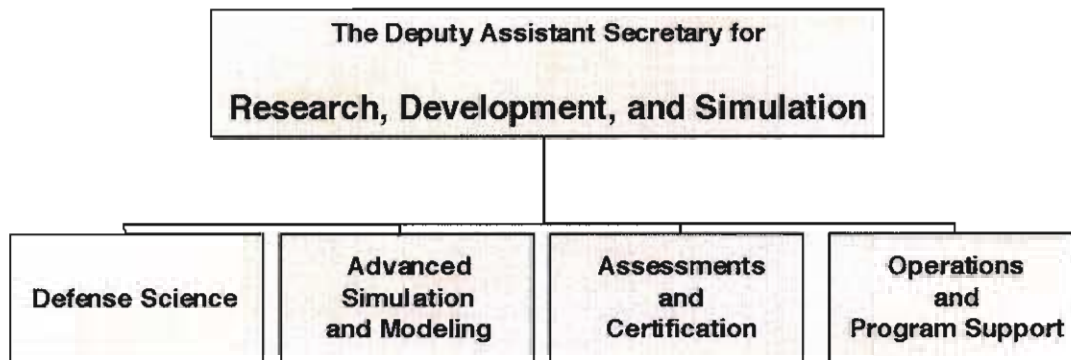 The Deputy Assistant Secretary for
Research, Development, and Simulation
Defense Science
Advanced
Simulation
and Modeling
Assessments
and
Certification
Operations
and
Program Support